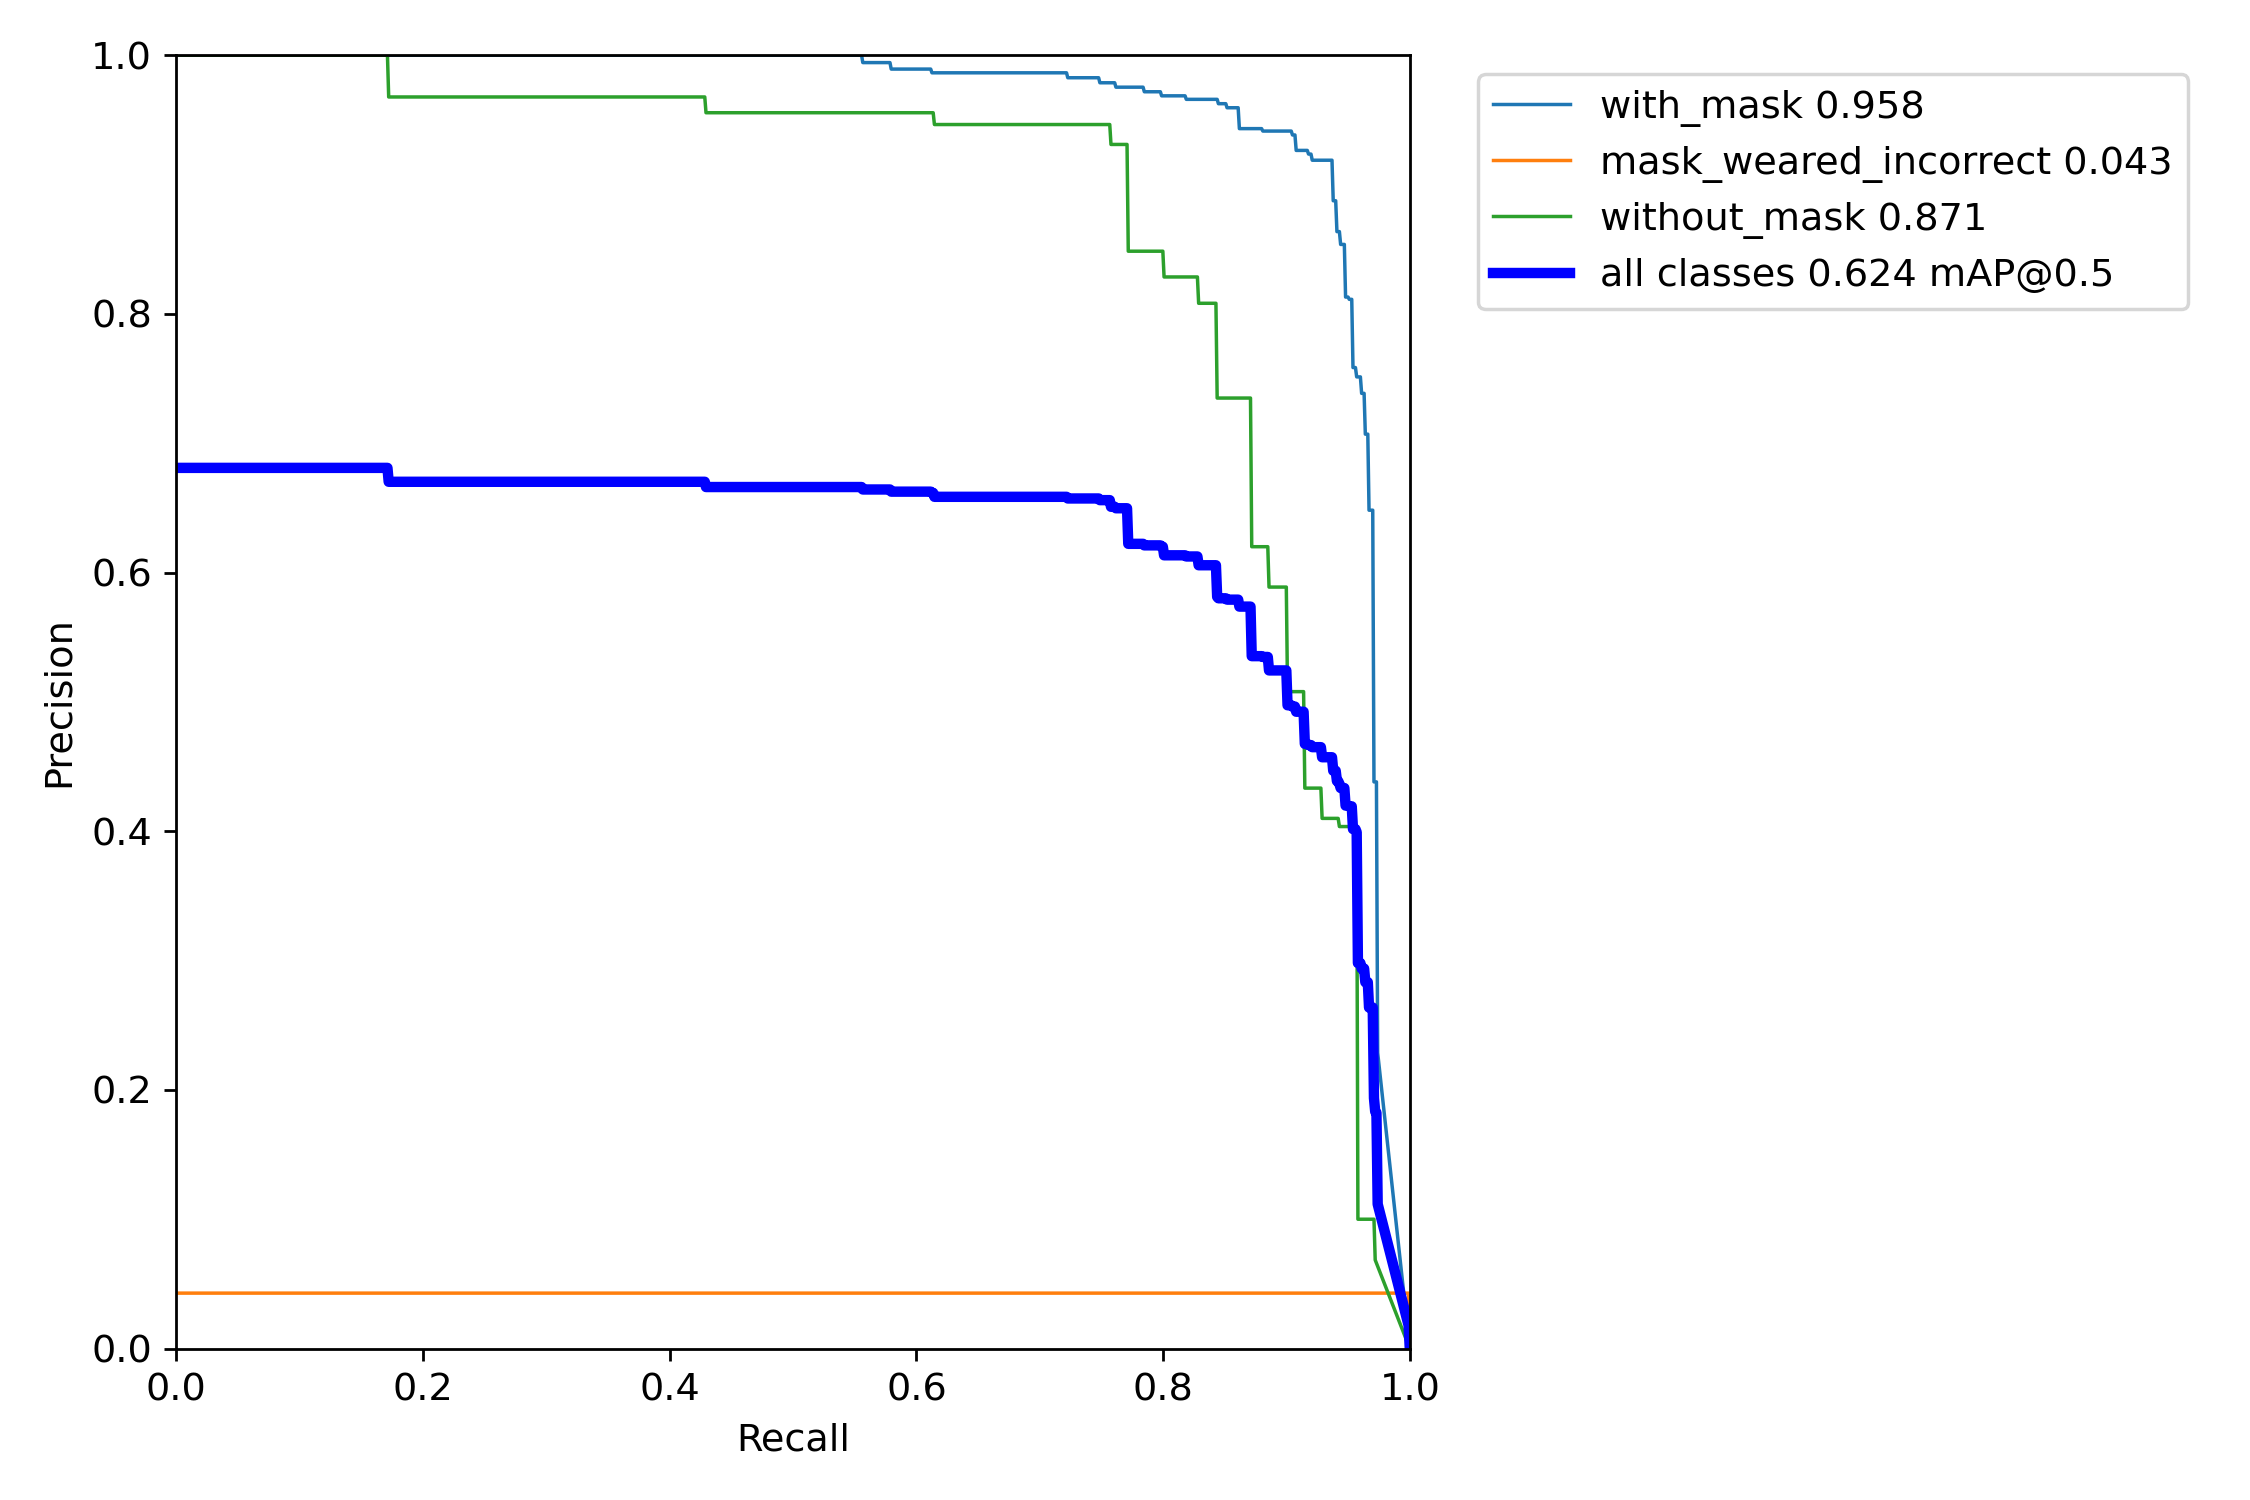 1.0
0.8
0.6
0.4
0.2
0.0
Precision
0.0 0.2 0.4 0.6 0.8 1.0
Recall
with_mask 0.958
mask_weared_incorrect 0.043
without_mask 0.871
all classes 0.624 mAP@0.5